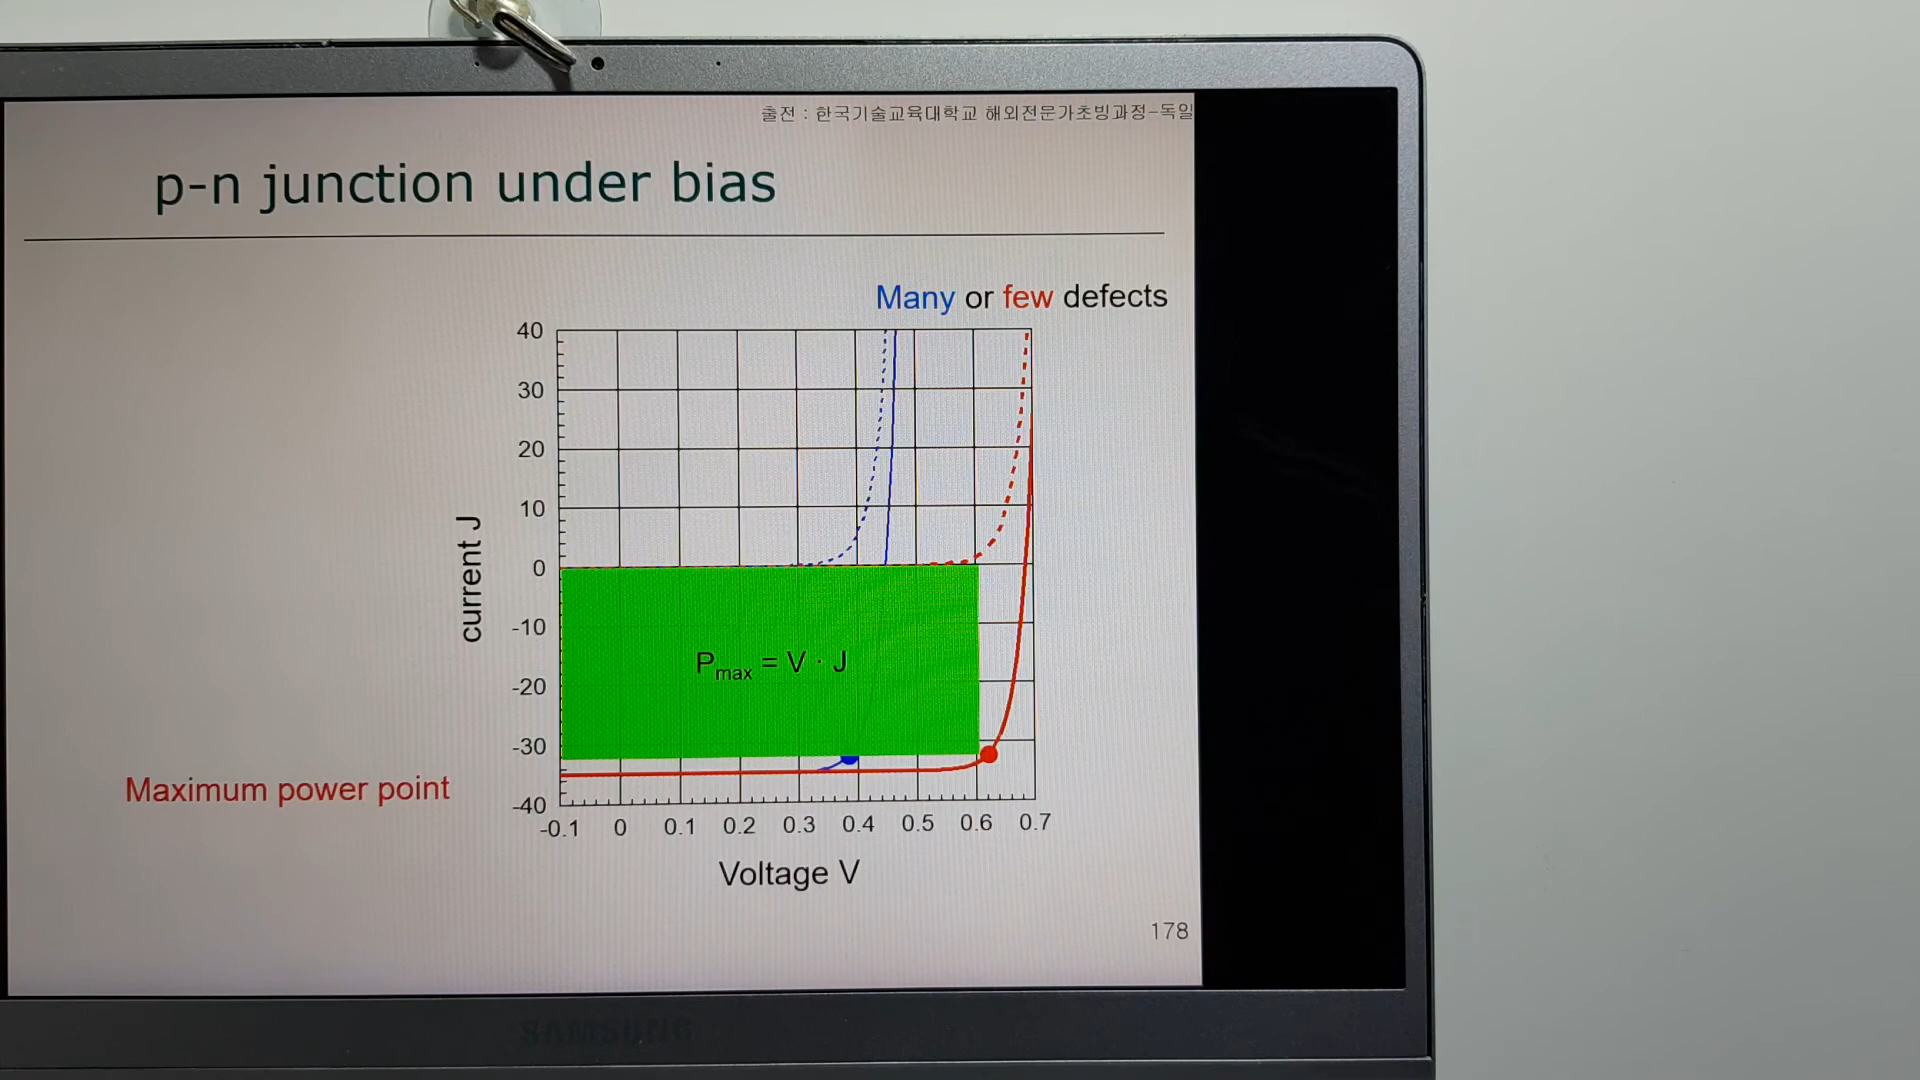 출전 : 한국기술교육대학교 해외전문가초빙과정-독일
p-n junction under bias
Many or few defects
40
30
20
10
0
-10
-20
-30
-40
current J
Pmax = V · J
Maximum power point
-0.1 0 0.1 0.2 0.3 0.4 0.5 0.6 0.7
Voltage V
178
SAMSUNG